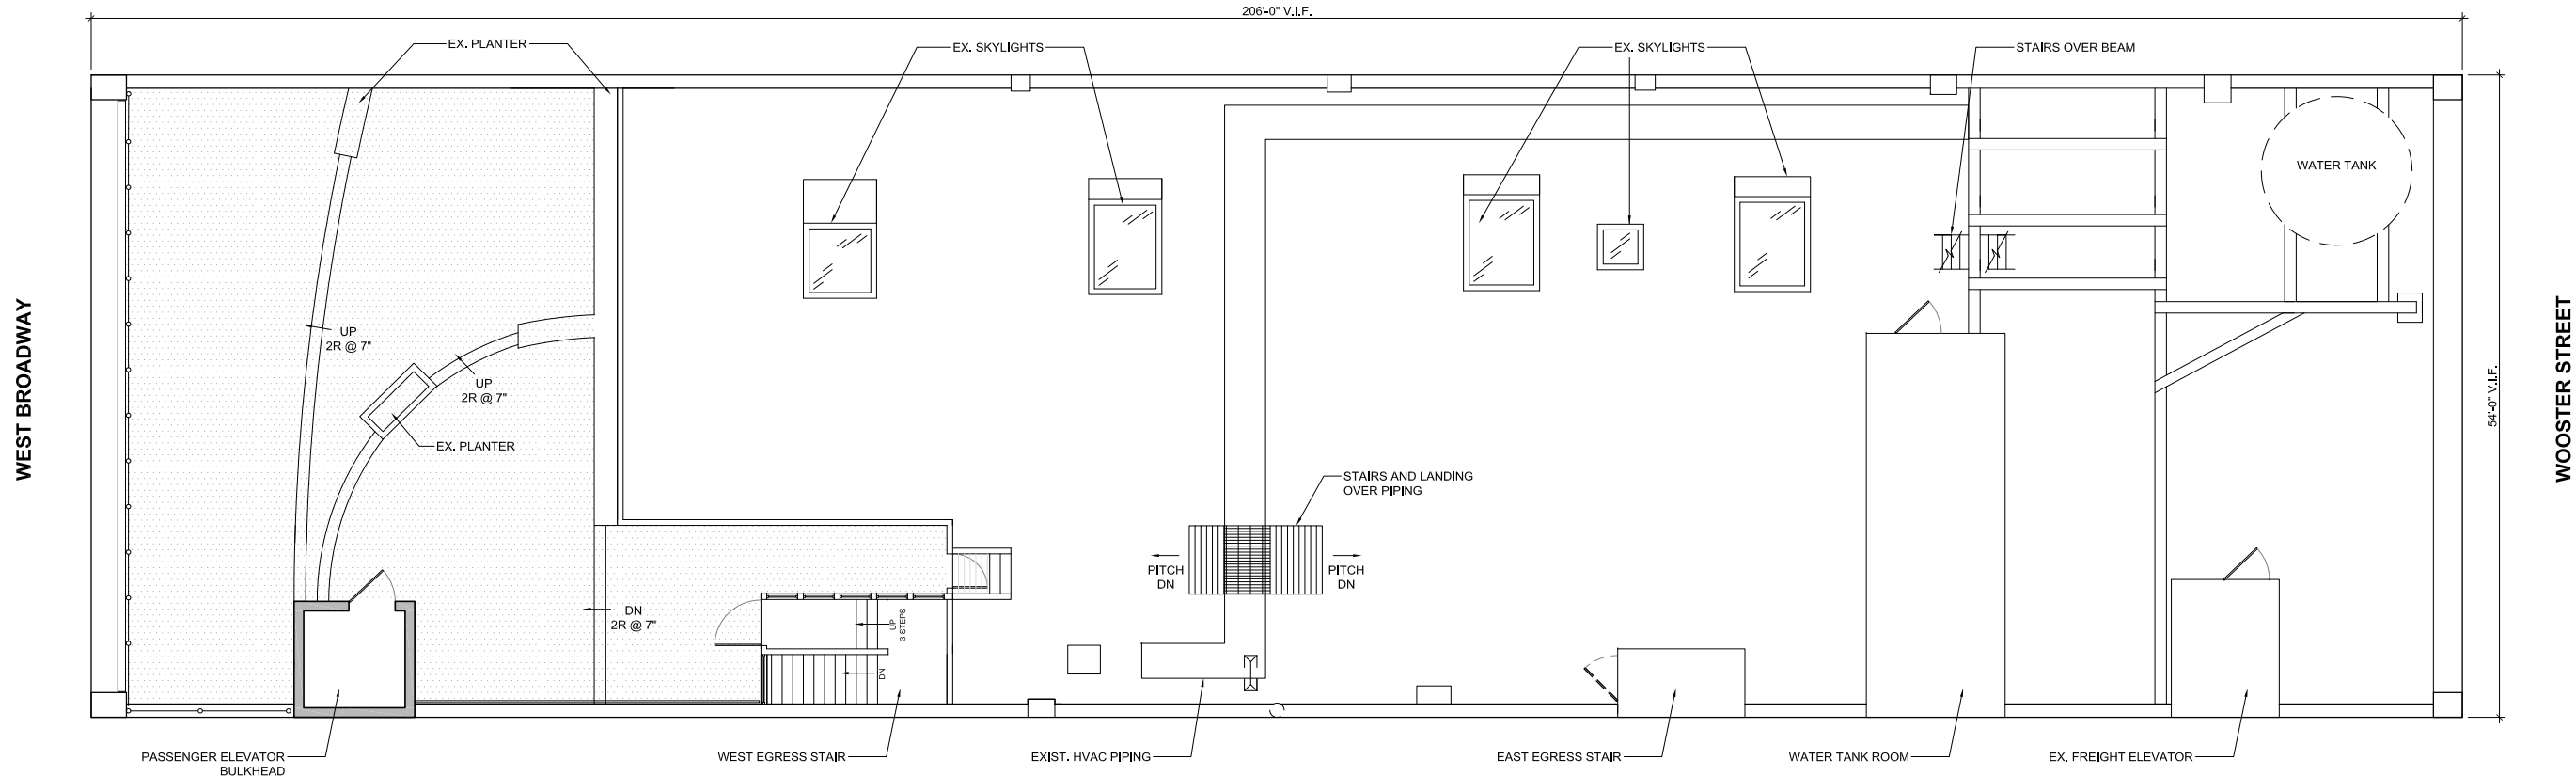 206'-0" V.I.F.
EX. PLANTER
EX. SKYLIGHTS
EX. SKYLIGHTS
STAIRS OVER BEAM
WATER TANK
WEST BROADWAY
WOOSTER STREET
54'-0" V.I.F.
UP
2R @ 7"
UP
2R @ 7"
EX. PLANTER
STAIRS AND LANDING
OVER PIPING
PITCH
DN
PITCH
DN
DN
2R @ 7"
UP
3 STEPS
DN
PASSENGER ELEVATOR
BULKHEAD
WEST EGRESS STAIR
EXIST. HVAC PIPING
EAST EGRESS STAIR
WATER TANK ROOM
EX. FREIGHT ELEVATOR